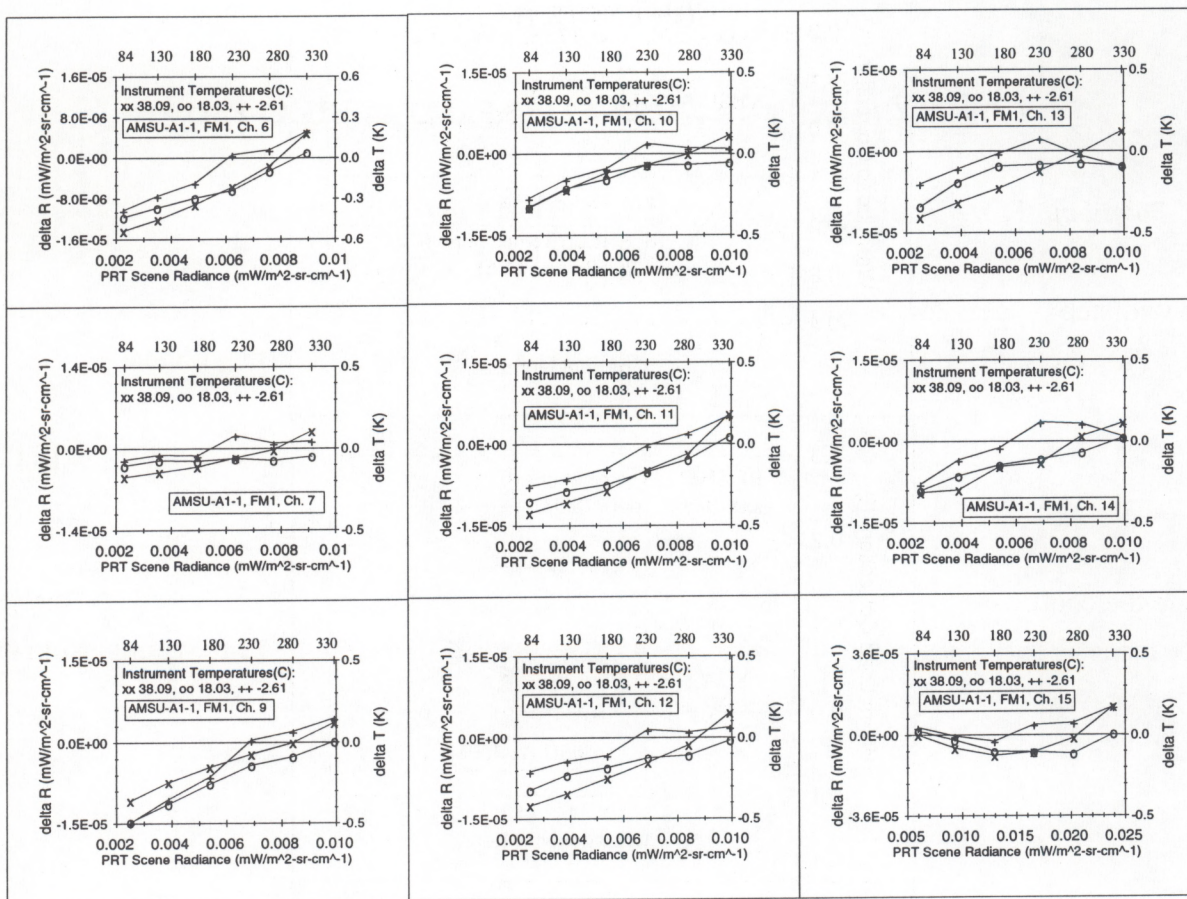 84 130 180 230 280 330
1.6E-05
8.0E-06
0.0E+00
-8.0E-06
-1.6E-05
0.6
0.3
0.0
-0.3
-0.6
delta R (mW/m^2-sr-cm^-1)
delta T (K)
Instrument Temperatures(C):
xx 38.09, oo 18.03, ++ -2.61
AMSU-A1-1, FM1, Ch. 6
0.002 0.004 0.006 0.008 0.01
PRT Scene Radiance (mW/m^2-sr-cm^-1)
84 130 180 230 280 330
1.5E-05
0.0E+00
-1.5E-05
0.5
0.0
-0.5
delta R (mW/m^2-sr-cm^-1)
delta T (K)
Instrument Temperatures(C):
xx 38.09, oo 18.03, ++ -2.61
AMSU-A1-1, FM1, Ch. 10
0.002 0.004 0.006 0.008 0.010
PRT Scene Radiance (mW/m^2-sr-cm^-1)
84 130 180 230 280 330
1.5E-05
0.0E+00
-1.5E-05
0.5
0.0
-0.5
delta R (mW/m^2-sr-cm^-1)
delta T (K)
Instrument Temperatures(C):
xx 38.09, oo 18.03, ++ -2.61
AMSU-A1-1, FM1, Ch. 13
0.002 0.004 0.006 0.008 0.010
PRT Scene Radiance (mW/m^2-sr-cm^-1)
84 130 180 230 280 330
1.4E-05
0.0E+00
-1.4E-05
0.5
0.0
-0.5
delta R (mW/m^2-sr-cm^-1)
delta T (K)
Instrument Temperatures(C):
xx 38.09, oo 18.03, ++ -2.61
AMSU-A1-1, FM1, Ch. 7
0.002 0.004 0.006 0.008 0.01
PRT Scene Radiance (mW/m^2-sr-cm^-1)
84 130 180 230 280 330
1.5E-05
0.0E+00
-1.5E-05
0.5
0.0
-0.5
delta R (mW/m^2-sr-cm^-1)
delta T (K)
Instrument Temperatures(C):
xx 38.09, oo 18.03, ++ -2.61
AMSU-A1-1, FM1, Ch. 11
0.002 0.004 0.006 0.008 0.010
PRT Scene Radiance (mW/m^2-sr-cm^-1)
84 130 180 230 280 330
1.5E-05
0.0E+00
-1.5E-05
0.5
0.0
-0.5
delta R (mW/m^2-sr-cm^-1)
delta T (K)
Instrument Temperatures(C):
xx 38.09, oo 18.03, ++ -2.61
AMSU-A1-1, FM1, Ch. 14
0.002 0.004 0.006 0.008 0.010
PRT Scene Radiance (mW/m^2-sr-cm^-1)
84 130 180 230 280 330
1.5E-05
0.0E+00
-1.5E-05
0.5
0.0
-0.5
delta R (mW/m^2-sr-cm^-1)
delta T (K)
Instrument Temperatures(C):
xx 38.09, oo 18.03, ++ -2.61
AMSU-A1-1, FM1, Ch. 9
0.002 0.004 0.006 0.008 0.010
PRT Scene Radiance (mW/m^2-sr-cm^-1)
84 130 180 230 280 330
1.5E-05
0.0E+00
-1.5E-05
0.5
0.0
-0.5
delta R (mW/m^2-sr-cm^-1)
delta T (K)
Instrument Temperatures(C):
xx 38.09, oo 18.03, ++ -2.61
AMSU-A1-1, FM1, Ch. 12
0.002 0.004 0.006 0.008 0.010
PRT Scene Radiance (mW/m^2-sr-cm^-1)
84 130 180 230 280 330
3.6E-05
0.0E+00
-3.6E-05
0.5
0.0
-0.5
delta R (mW/m^2-sr-cm^-1)
delta T (K)
Instrument Temperatures(C):
xx 38.09, oo 18.03, ++ -2.61
AMSU-A1-1, FM1, Ch. 15
0.005 0.010 0.015 0.020 0.025
PRT Scene Radiance (mW/m^2-sr-cm^-1)